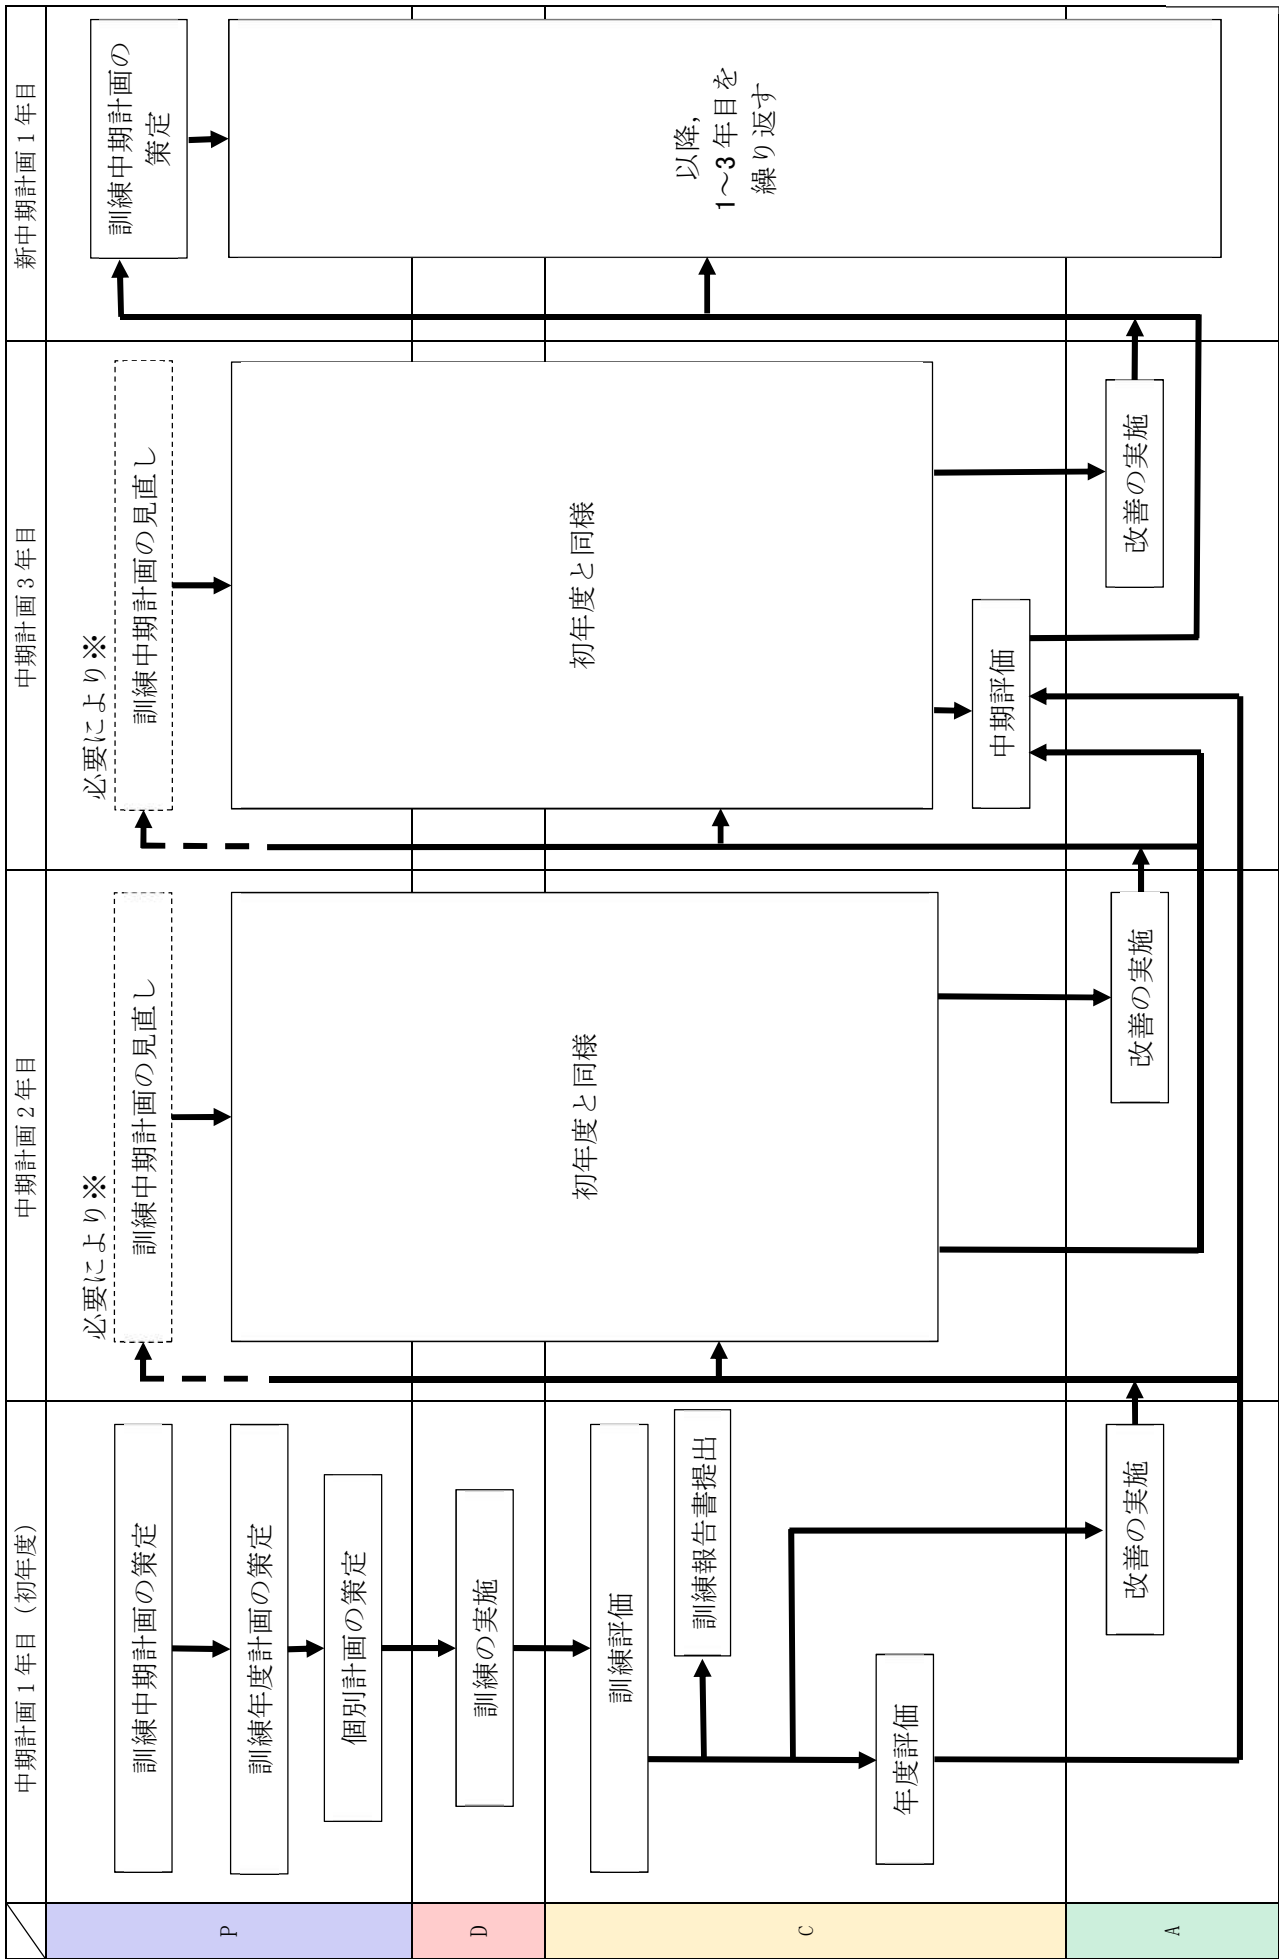 中期計画1年目（初年度）
中期計画2年目
中期計画3年目
新中期計画1年目
P
訓練中期計画の策定
訓練年度計画の策定
個別計画の策定
必要により※
訓練中期計画の見直し
必要により※
訓練中期計画の見直し
訓練中期計画の
策定
D
訓練の実施
C
訓練評価
訓練報告書提出
年度評価
初年度と同様
初年度と同様
中期評価
以降，
1～3年目を
繰り返す
A
改善の実施
改善の実施
改善の実施